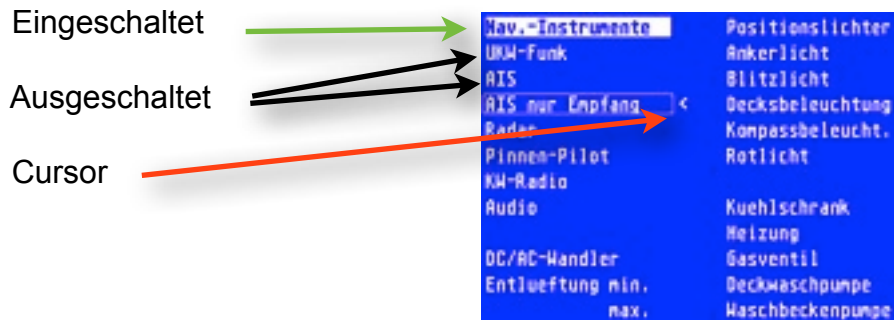 Eingeschaltet
Ausgeschaltet
Cursor
Nav.-Instrumente Positionslichter
UKW-Funk Ankerlicht
AIS Blitzlicht
AIS nur Empfang < Decksbeleuchtung
Radar Kompassbeleucht.
Pinnen-Pilot Rotlicht
KW-Radio
Audio Kuehlschrank
Heizung
DC/AC-Wandler Gasventil
Entlueftung min. Deckwaschpumpe
max. Waschbeckenpumpe